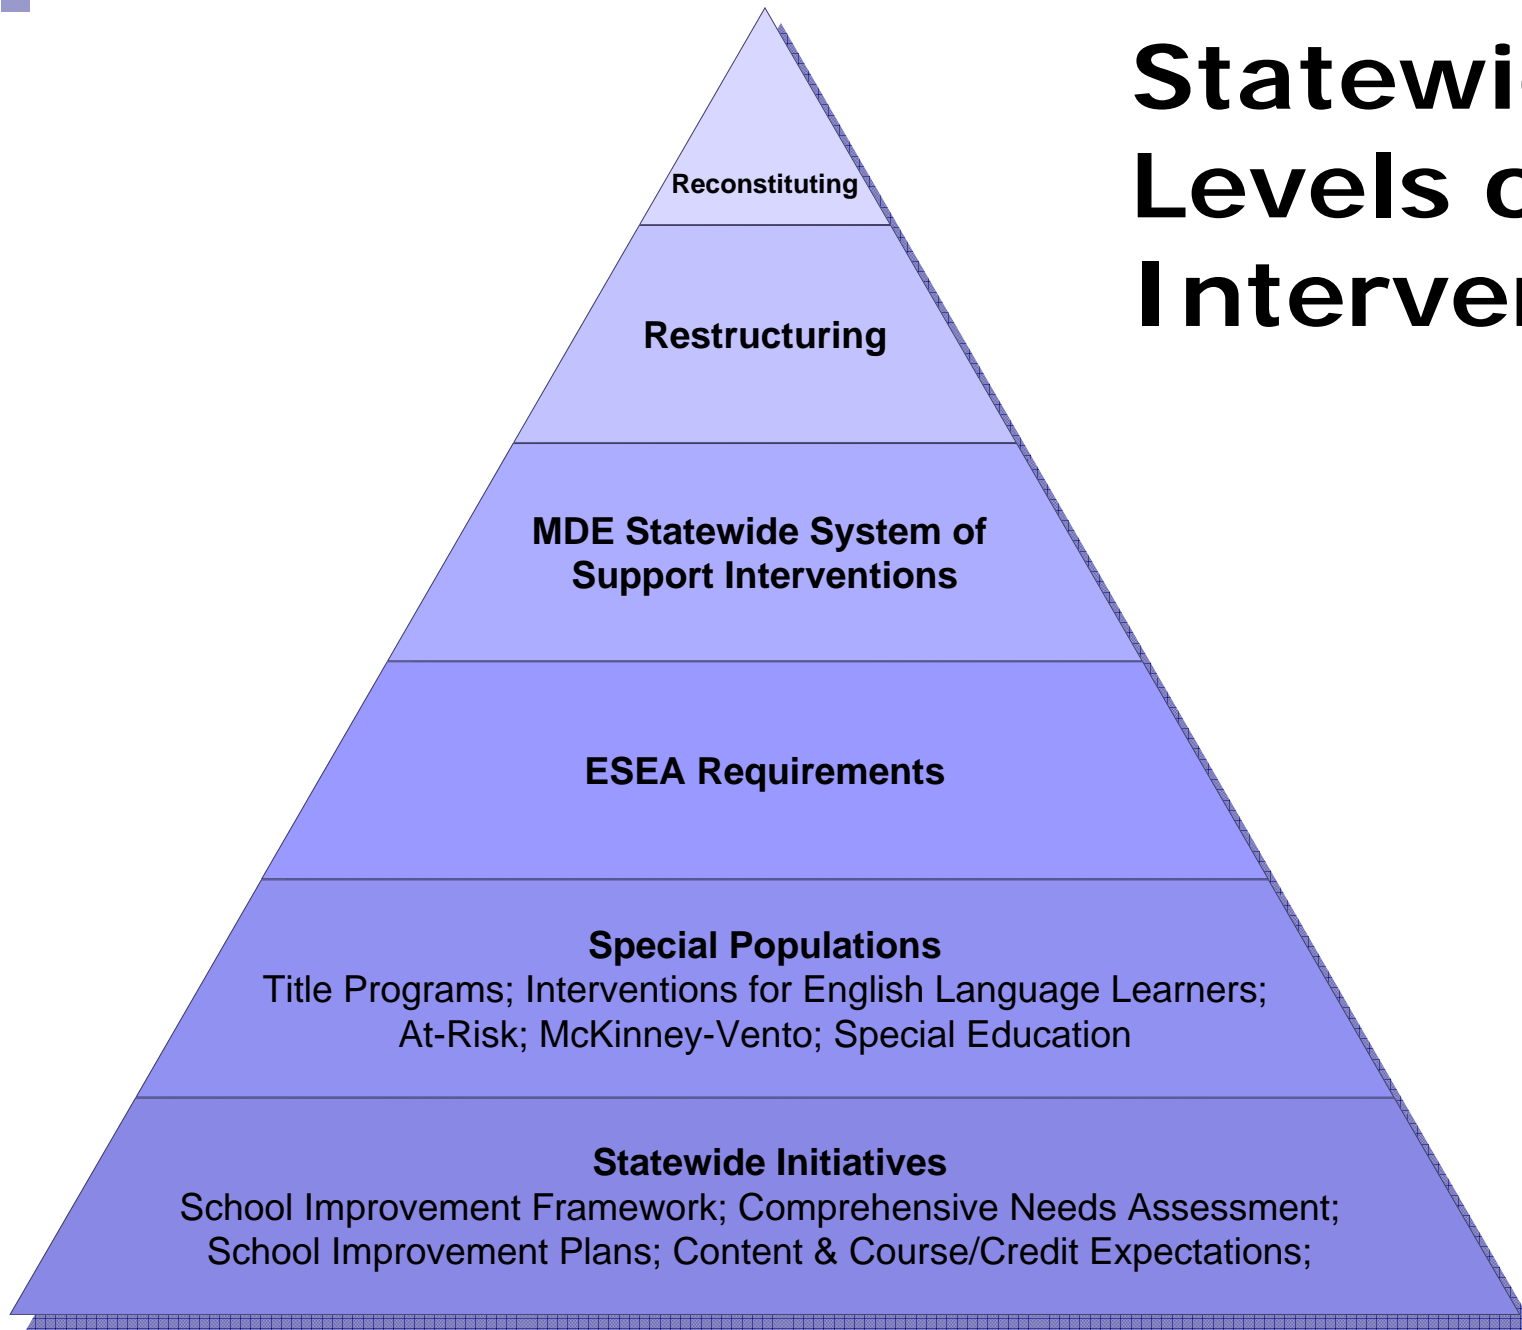 Statewi
Levels o
Interve
Reconstituting
Restructuring
MDE Statewide System of
Support Interventions
ESEA Requirements
Special Populations
Title Programs; Interventions for English Language Learners;
At-Risk; McKinney-Vento; Special Education
Statewide Initiatives
School Improvement Framework; Comprehensive Needs Assessment;
School Improvement Plans; Content & Course/Credit Expectations;